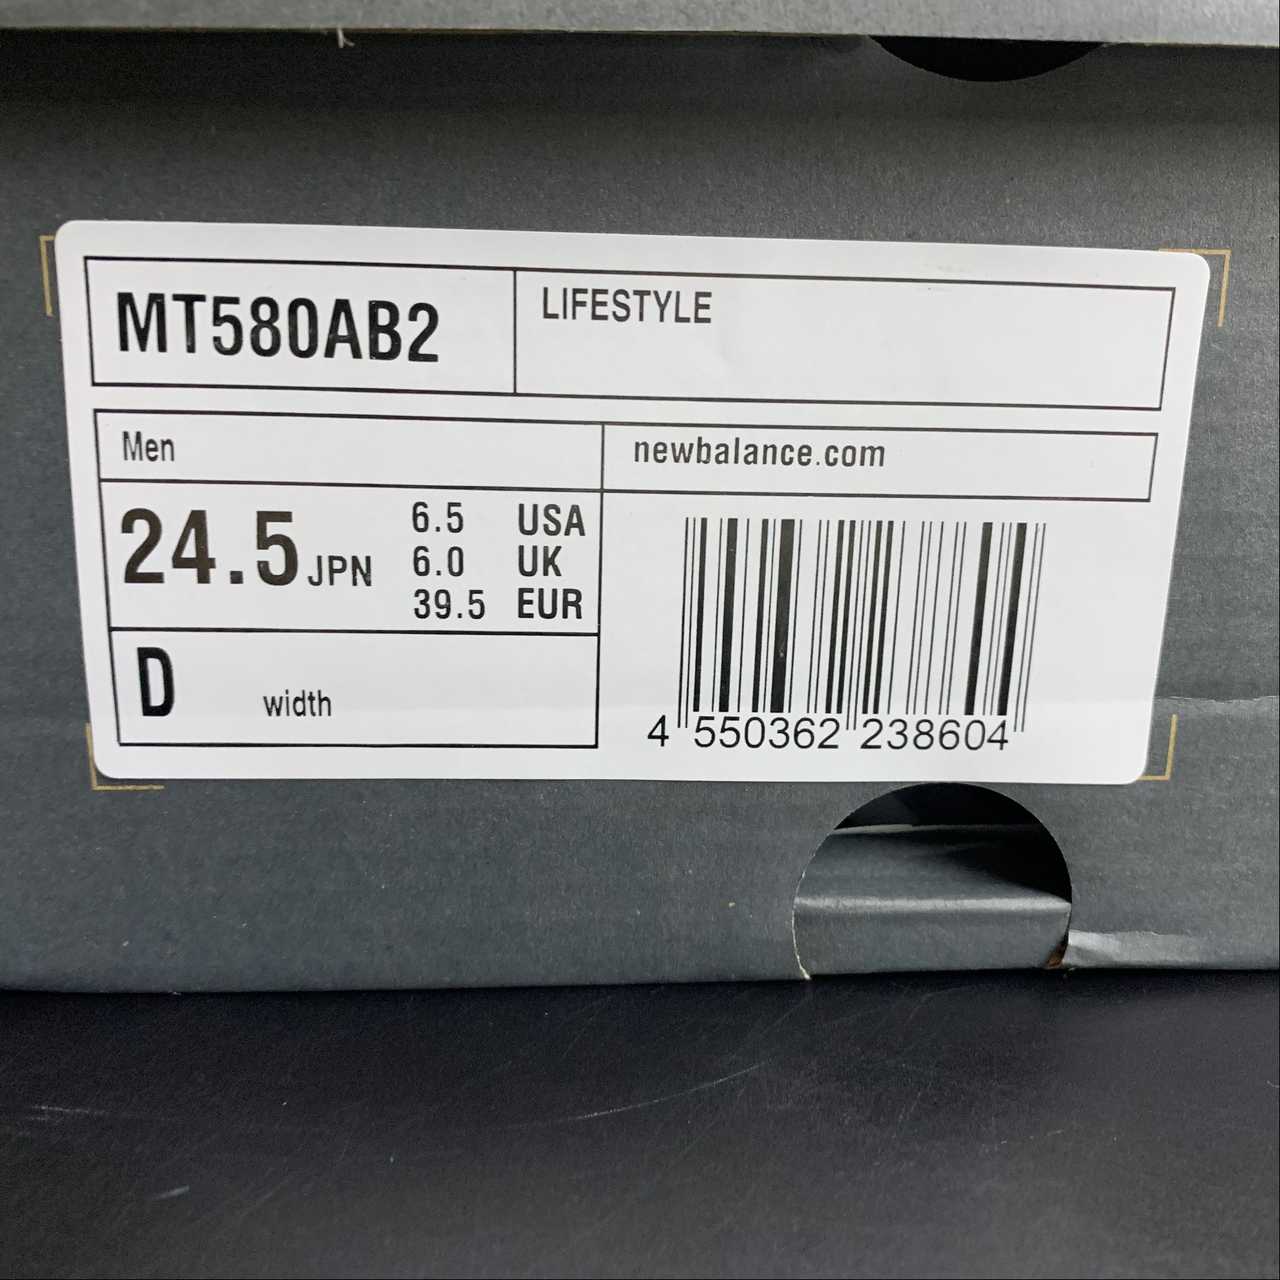 MT580AB2
LIFESTYLE
Men
newbalance.com
24.5 JPN
6.5 USA
6.0 UK
39.5 EUR
D width
4 550362 238604